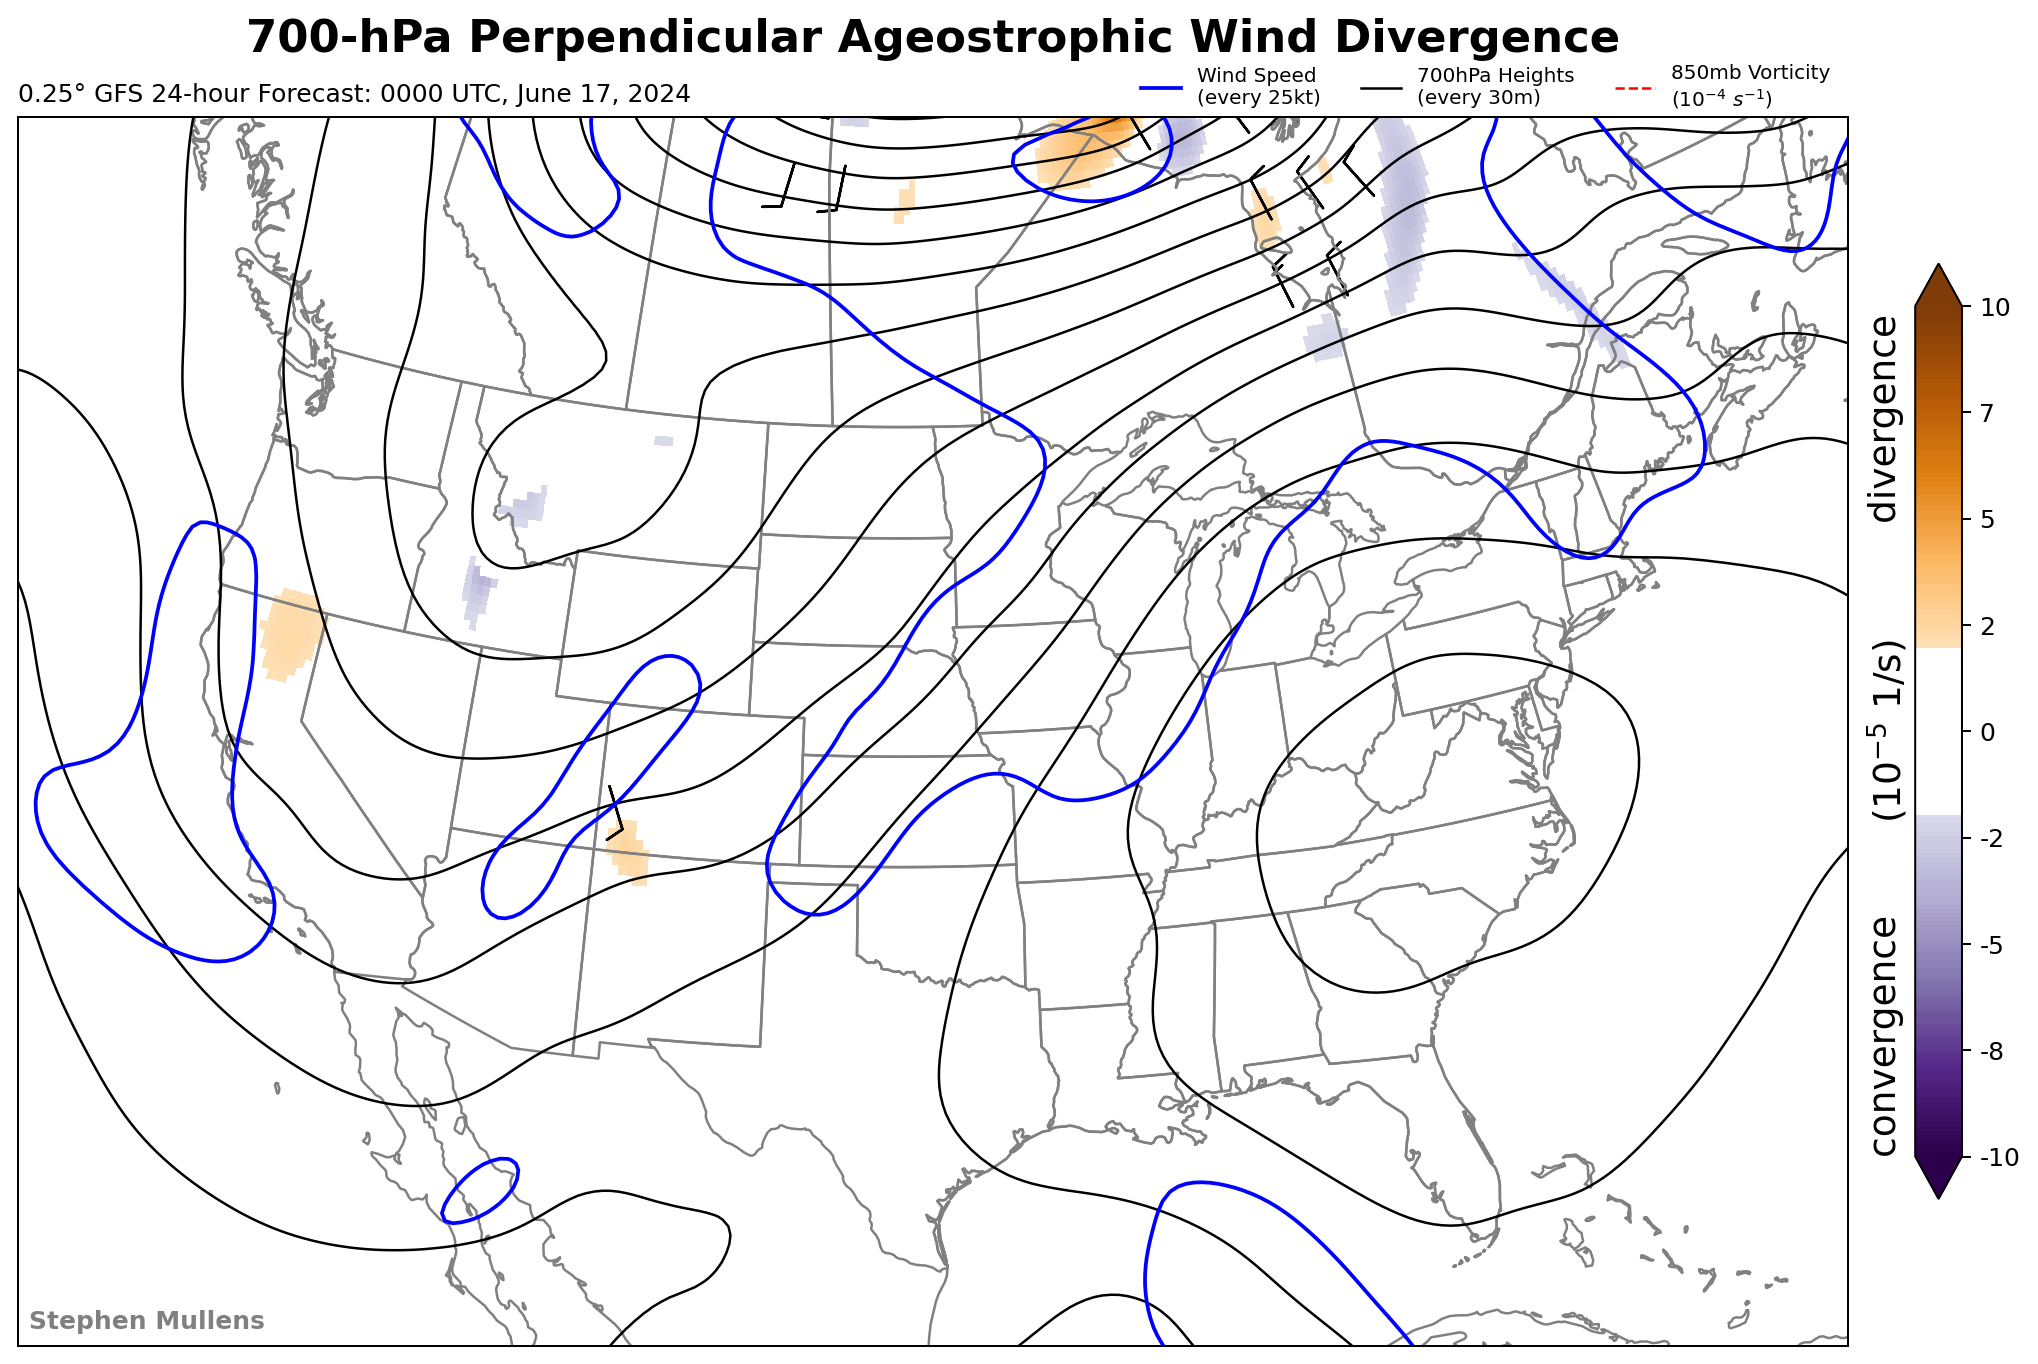 700-hPa Perpendicular Ageostrophic Wind Divergence
0.25° GFS 24-hour Forecast: 0000 UTC, June 17, 2024
Wind Speed
(every 25kt)
700hPa Heights
(every 30m)
850mb Vorticity
(10⁻⁴ s⁻¹)
10
7
5
2
0
-2
-5
-8
-10
convergence (10⁻⁵ 1/s) divergence
Stephen Mullens